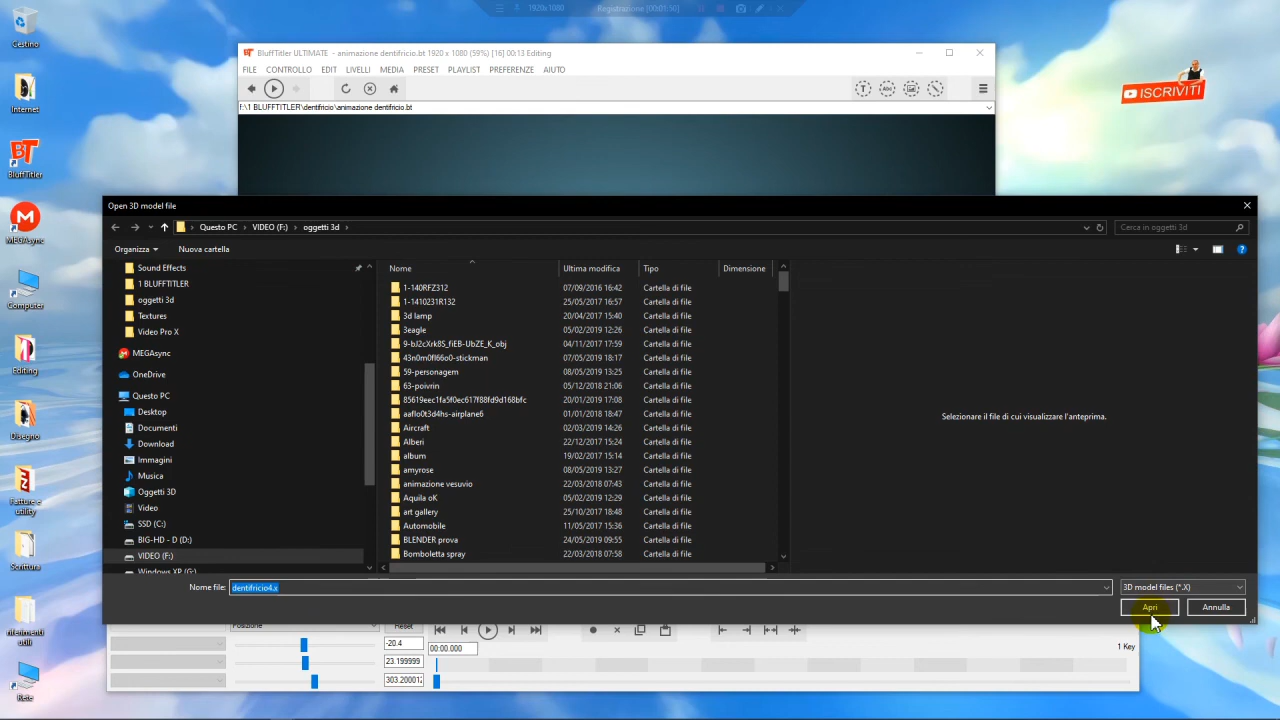 1920x1080
Registrazione [00:01:50]
Cestino
Internet
BluffTitler
MEGAsync
Computer
Editing
Disegno
Fatture e
utility
Scrittura
riferimenti
utili
Rete
ISCRIVITI
BluffTitler ULTIMATE - animazione dentifricio.bt 1920 x 1080 (59%) [16] 00:13 Editing
FILE CONTROLLO EDIT LIVELLI MEDIA PRESET PLAYLIST PREFERENZE AIUTO
f:\1 BLUFFTITLER\dentifricio\animazione dentifricio.bt
Open 3D model file
Questo PC > VIDEO (F:) > oggetti 3d >
Cerca in oggetti 3d
Organizza
Nuova cartella
Sound Effects
1 BLUFFTITLER
oggetti 3d
Textures
Video Pro X
MEGAsync
OneDrive
Questo PC
Desktop
Documenti
Download
Immagini
Musica
Oggetti 3D
Video
SSD (C:)
BIG-HD - D (D:)
VIDEO (F:)
Windows XP (G:)
Nome Ultima modifica Tipo Dimensione
1-140RFZ312 07/09/2016 16:42 Cartella di file
1-1410231R132 25/05/2017 16:57 Cartella di file
3d lamp 20/04/2017 15:40 Cartella di file
3eagle 05/02/2019 12:26 Cartella di file
9-bJ2cXrk8S_fiEB-UbZE_K_obj 04/11/2017 17:59 Cartella di file
43n0m0fl66o0-stickman 07/05/2019 18:17 Cartella di file
59-personagem 08/05/2019 13:25 Cartella di file
63-poivrin 05/12/2018 21:06 Cartella di file
85619eec1fa5f0ec617f88fd9d168bfc 20/01/2019 17:08 Cartella di file
aaflo0t3d4hs-airplane6 01/01/2018 18:47 Cartella di file
Aircraft 02/03/2019 14:26 Cartella di file
Alberi 22/12/2017 15:24 Cartella di file
album 19/02/2017 15:14 Cartella di file
amyrose 08/05/2019 13:27 Cartella di file
animazione vesuvio 22/03/2018 07:43 Cartella di file
Aquila oK 05/02/2019 12:29 Cartella di file
art gallery 25/10/2017 18:48 Cartella di file
Automobile 11/05/2017 15:36 Cartella di file
BLENDER prova 24/05/2019 09:55 Cartella di file
Bomboletta spray 22/03/2018 07:58 Cartella di file
Selezionare il file di cui visualizzare l'anteprima.
Nome file: dentifricio4.x
3D model files (*.X)
Apri
Annulla
Posizione
Reset
-20.4
23.199999
303.20001
00:00.000
1 Key